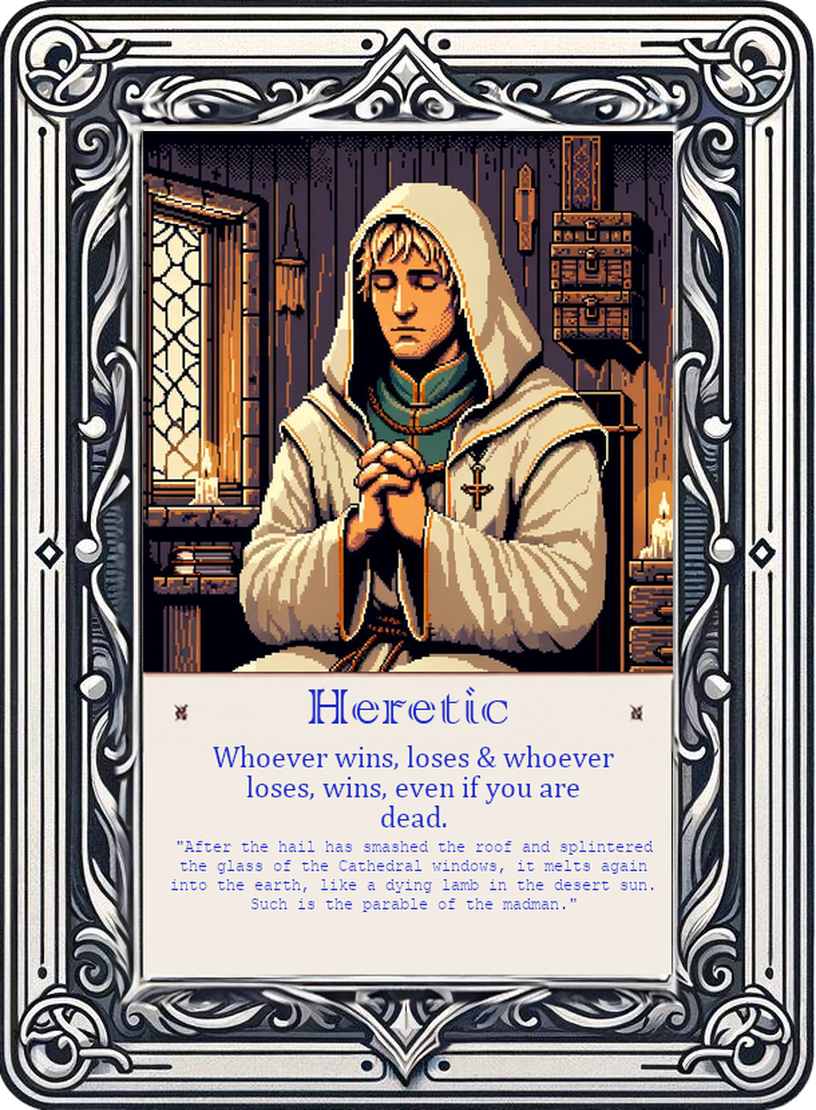 Heretic
Whoever wins, loses & whoever
loses, wins, even if you are
dead.
"After the hail has smashed the roof and splintered
the glass of the Cathedral windows, it melts again
into the earth, like a dying lamb in the desert sun.
Such is the parable of the madman."